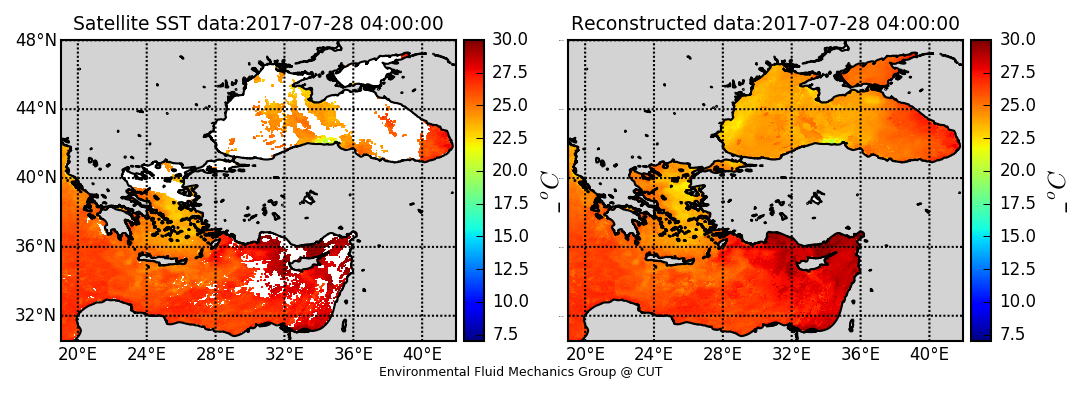 Satellite SST data:2017-07-28 04:00:00
48°N
44°N
40°N
36°N
32°N
20°E 24°E 28°E 32°E 36°E 40°E
30.0
27.5
25.0
22.5
20.0
17.5
15.0
12.5
10.0
7.5
_ °C
Reconstructed data:2017-07-28 04:00:00
20°E 24°E 28°E 32°E 36°E 40°E
30.0
27.5
25.0
22.5
20.0
17.5
15.0
12.5
10.0
7.5
_ °C
Environmental Fluid Mechanics Group @ CUT